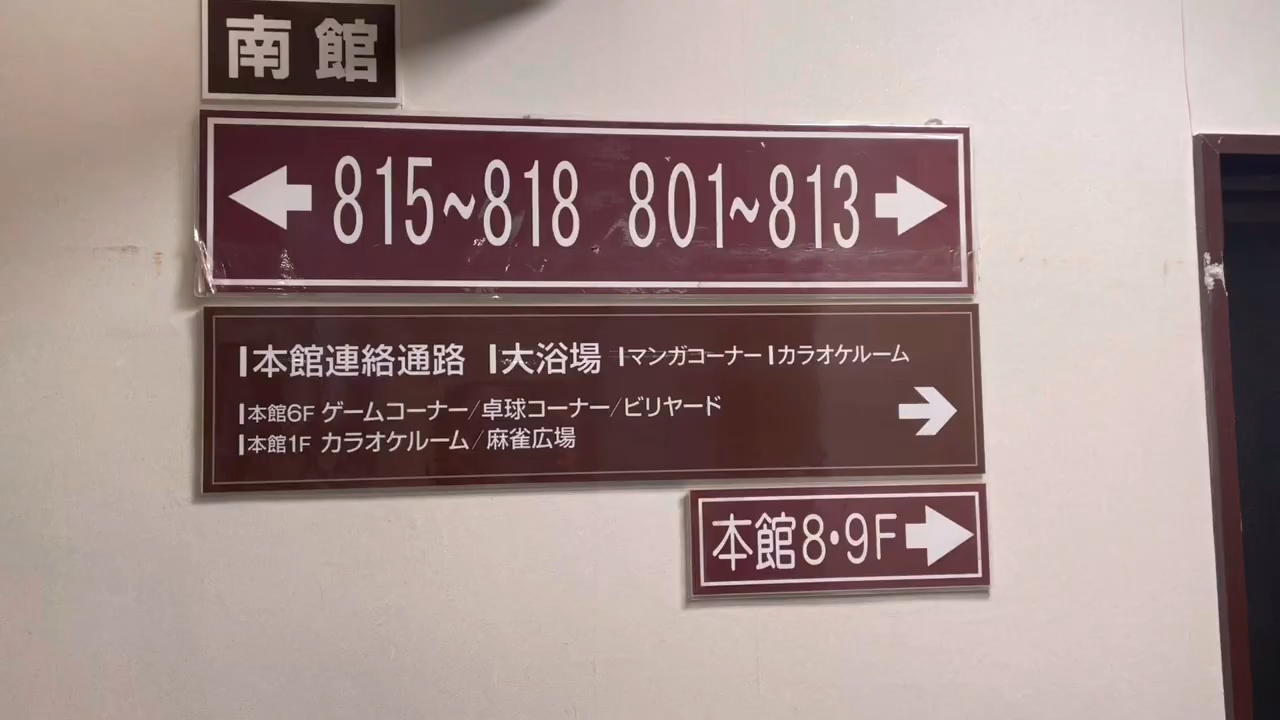 南館
← 815~818 801~813 →
|本館連絡通路 |大浴場 |マンガコーナー |カラオケルーム
|本館6F ゲームコーナー/卓球コーナー/ビリヤード →
|本館1F カラオケルーム/麻雀広場
本館8・9F →